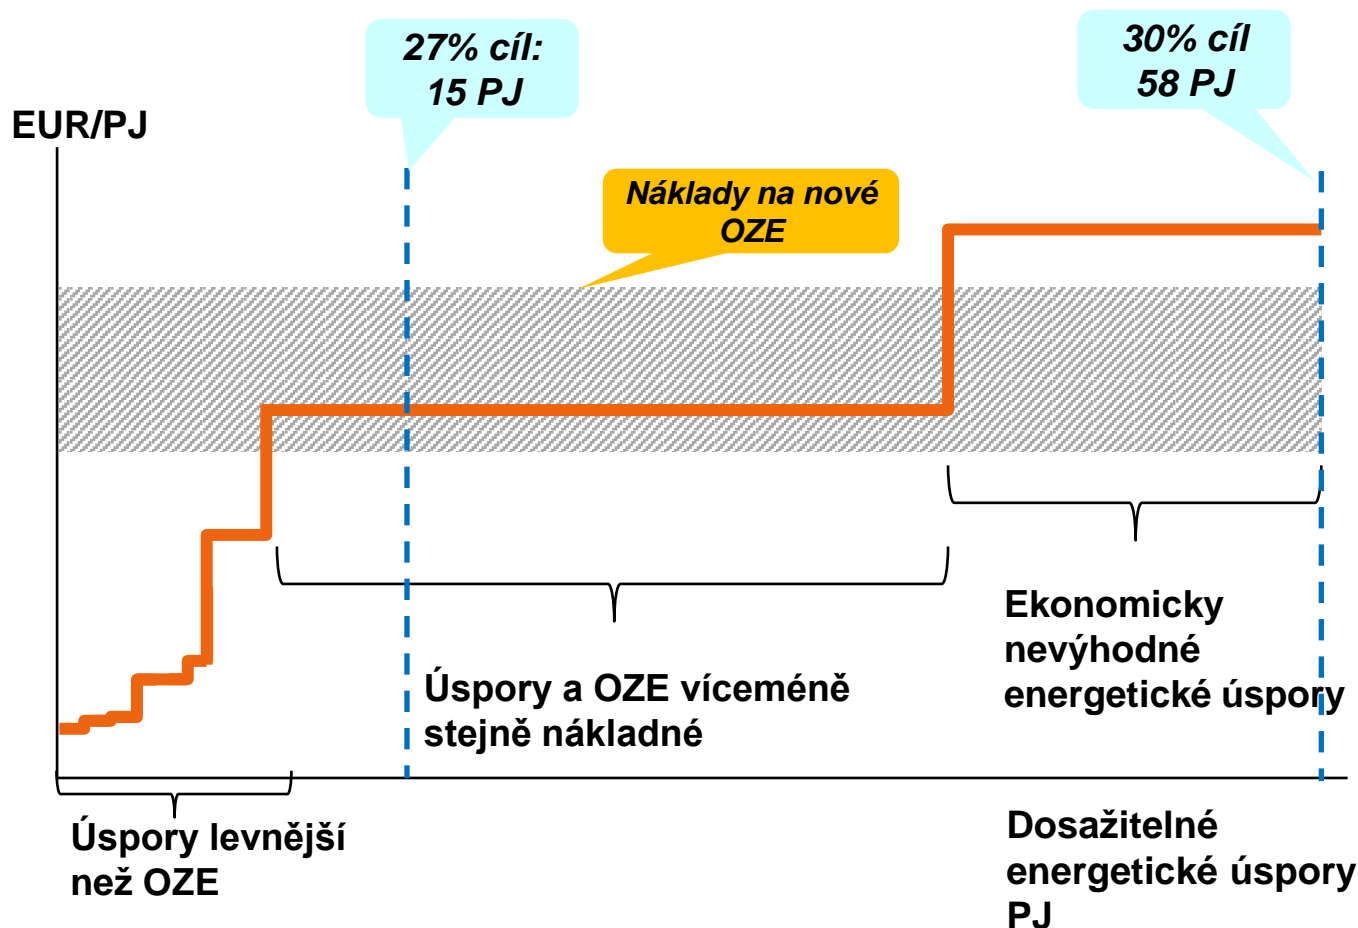 27% cíl:
15 PJ
30% cíl
58 PJ
EUR/PJ
Náklady na nové
OZE
Ekonomicky
nevýhodné
energetické úspory
Úspory a OZE víceméně
stejně nákladné
Úspory levnější
než OZE
Dosažitelné
energetické úspory
PJ